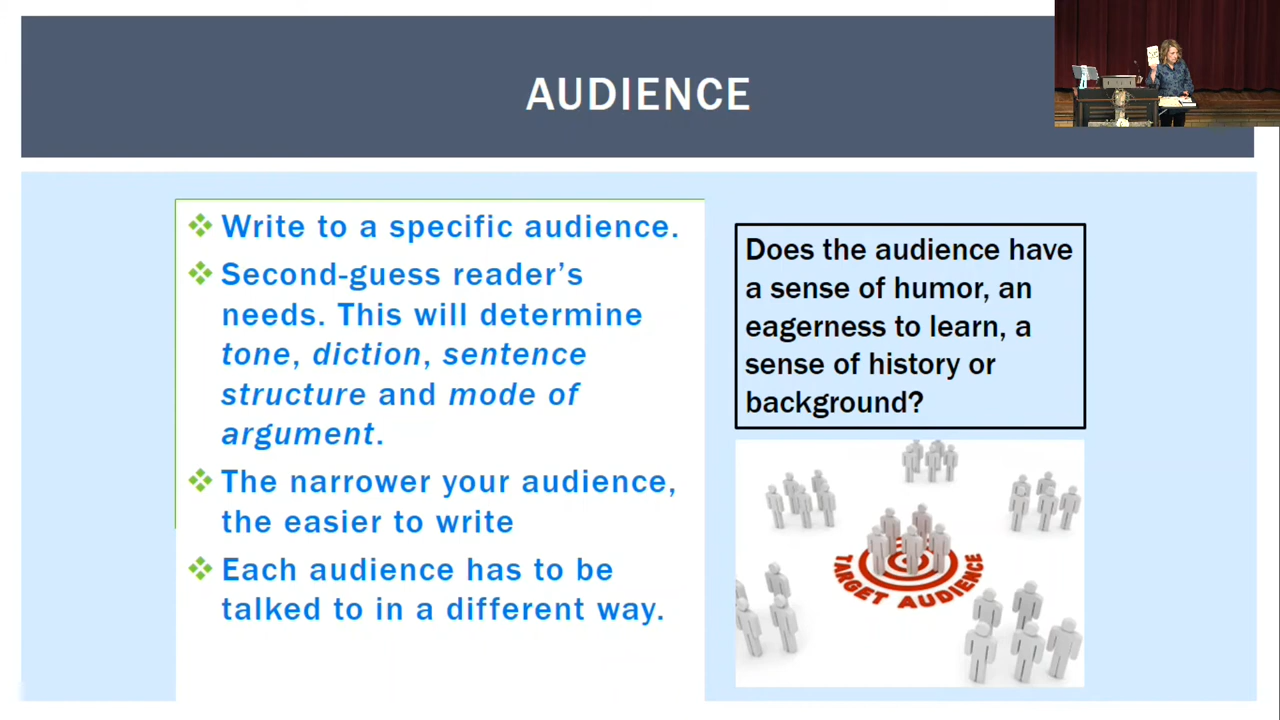 AUDIENCE
Write to a specific audience.
Second-guess reader’s
needs. This will determine
tone, diction, sentence
structure and mode of
argument.
The narrower your audience,
the easier to write
Each audience has to be
talked to in a different way.
Does the audience have
a sense of humor, an
eagerness to learn, a
sense of history or
background?
TARGET AUDIENCE